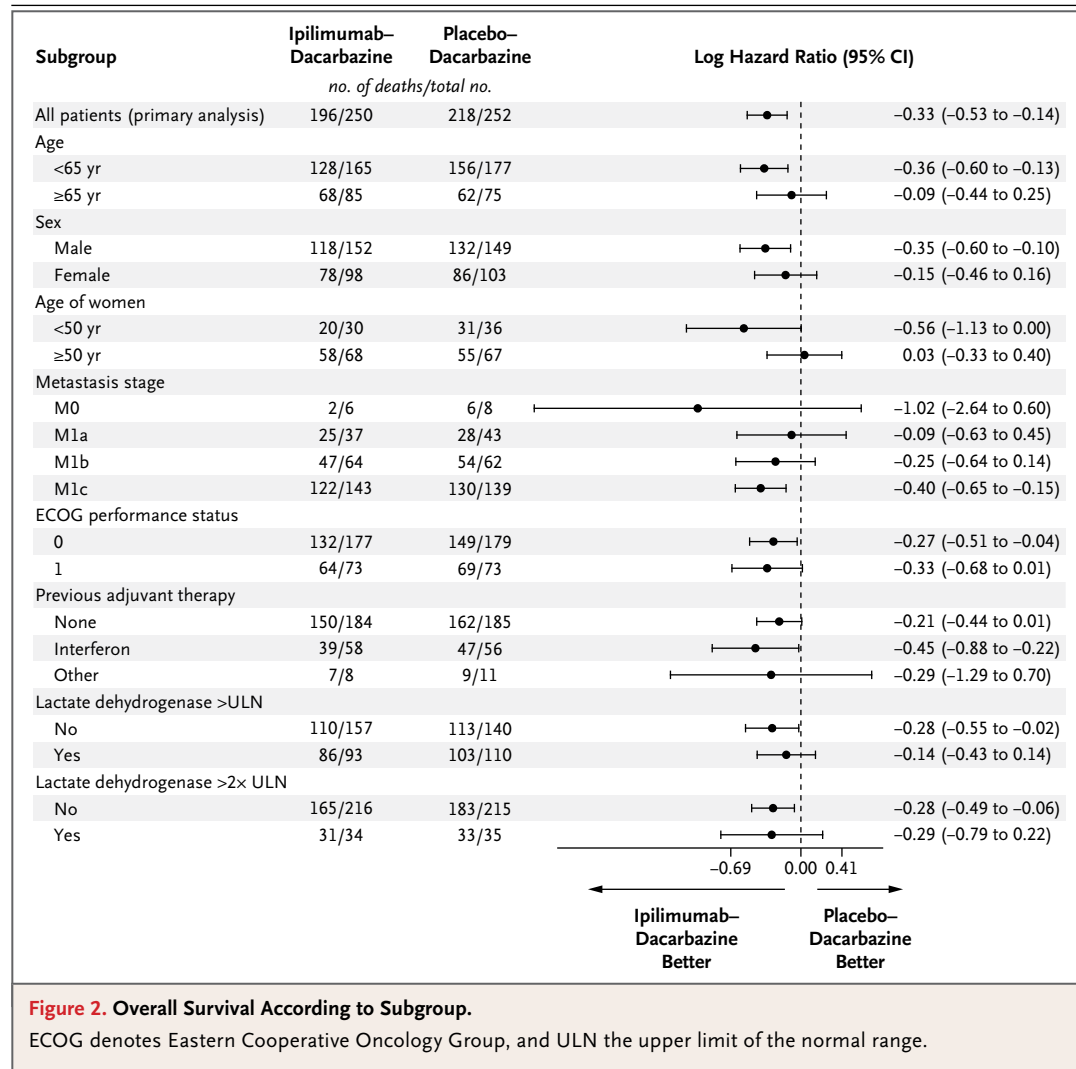 Subgroup Ipilimumab–Dacarbazine Placebo–Dacarbazine Log Hazard Ratio (95% CI)
no. of deaths/total no.
All patients (primary analysis) 196/250 218/252 –0.33 (–0.53 to –0.14)
Age
<65 yr 128/165 156/177 –0.36 (–0.60 to –0.13)
≥65 yr 68/85 62/75 –0.09 (–0.44 to 0.25)
Sex
Male 118/152 132/149 –0.35 (–0.60 to –0.10)
Female 78/98 86/103 –0.15 (–0.46 to 0.16)
Age of women
<50 yr 20/30 31/36 –0.56 (–1.13 to 0.00)
≥50 yr 58/68 55/67 0.03 (–0.33 to 0.40)
Metastasis stage
M0 2/6 6/8 –1.02 (–2.64 to 0.60)
M1a 25/37 28/43 –0.09 (–0.63 to 0.45)
M1b 47/64 54/62 –0.25 (–0.64 to 0.14)
M1c 122/143 130/139 –0.40 (–0.65 to –0.15)
ECOG performance status
0 132/177 149/179 –0.27 (–0.51 to –0.04)
1 64/73 69/73 –0.33 (–0.68 to 0.01)
Previous adjuvant therapy
None 150/184 162/185 –0.21 (–0.44 to 0.01)
Interferon 39/58 47/56 –0.45 (–0.88 to –0.22)
Other 7/8 9/11 –0.29 (–1.29 to 0.70)
Lactate dehydrogenase >ULN
No 110/157 113/140 –0.28 (–0.55 to –0.02)
Yes 86/93 103/110 –0.14 (–0.43 to 0.14)
Lactate dehydrogenase >2× ULN
No 165/216 183/215 –0.28 (–0.49 to –0.06)
Yes 31/34 33/35 –0.29 (–0.79 to 0.22)
–0.69 0.00 0.41
Ipilimumab–Dacarbazine Better Placebo–Dacarbazine Better
Figure 2. Overall Survival According to Subgroup.
ECOG denotes Eastern Cooperative Oncology Group, and ULN the upper limit of the normal range.